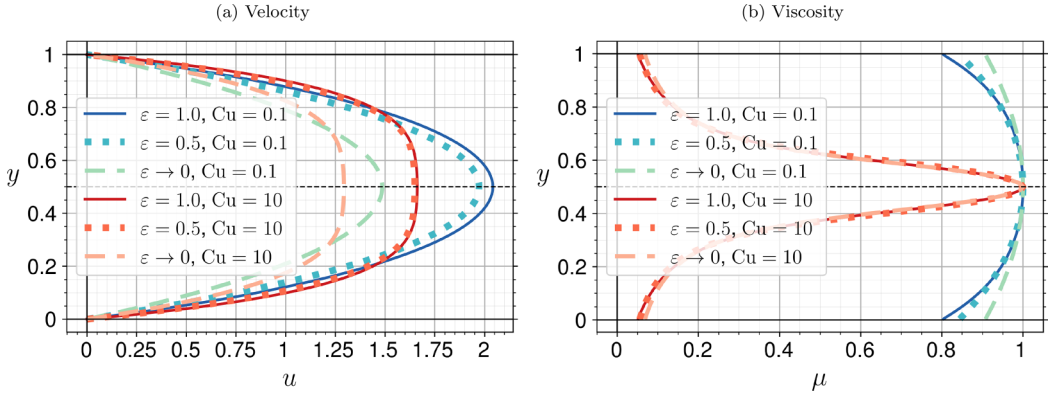 (a) Velocity
1
0.8
0.6
y
0.4
0.2
0
ε = 1.0, Cu = 0.1
ε = 0.5, Cu = 0.1
ε → 0, Cu = 0.1
ε = 1.0, Cu = 10
ε = 0.5, Cu = 10
ε → 0, Cu = 10
0 0.25 0.5 0.75 1 1.25 1.5 1.75 2
u
(b) Viscosity
1
0.8
0.6
y
0.4
0.2
0
ε = 1.0, Cu = 0.1
ε = 0.5, Cu = 0.1
ε → 0, Cu = 0.1
ε = 1.0, Cu = 10
ε = 0.5, Cu = 10
ε → 0, Cu = 10
0 0.2 0.4 0.6 0.8 1
μ